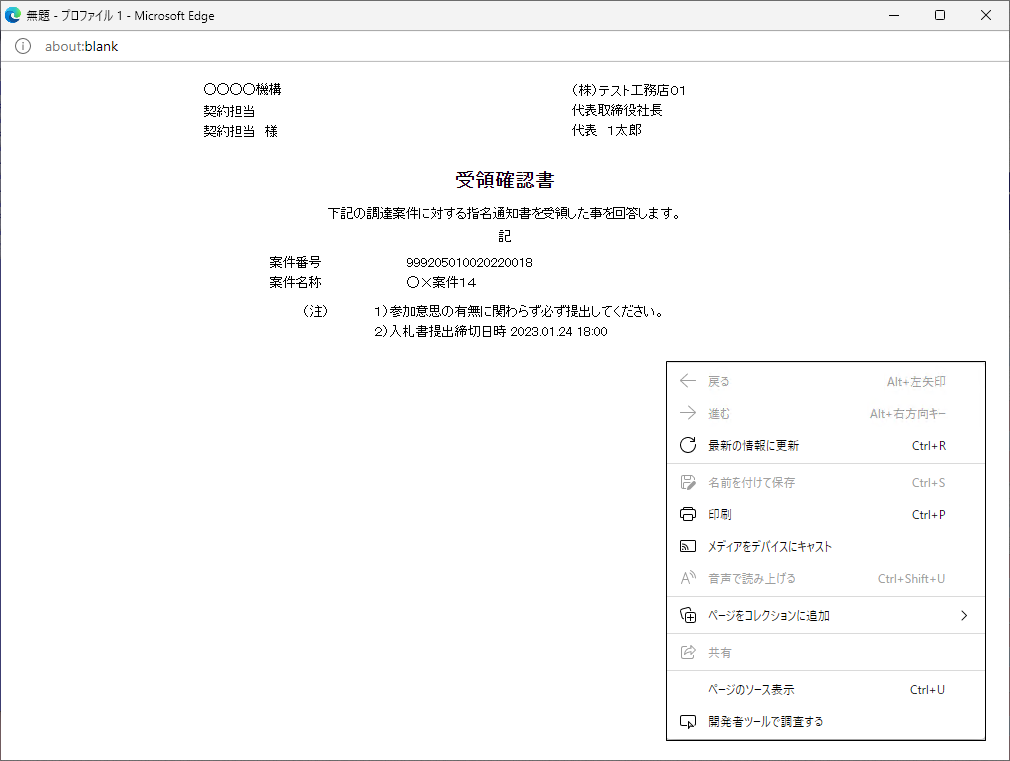 無題 - プロファイル 1 - Microsoft Edge
about:blank
〇〇〇〇機構
(株)テスト工務店01
契約担当
代表取締役社長
契約担当 様
代表 1太郎
受領確認書
下記の調達案件に対する指名通知書を受領した事を回答します。
記
案件番号 999205010020220018
案件名称 〇×案件14
(注) 1)参加意思の有無に関わらず必ず提出してください。
2)入札書提出締切日時 2023.01.24 18:00
戻る Alt+左矢印
進む Alt+右方向キー
最新の情報に更新 Ctrl+R
名前を付けて保存 Ctrl+S
印刷 Ctrl+P
メディアをデバイスにキャスト
音声で読み上げる Ctrl+Shift+U
ページをコレクションに追加
共有
ページのソース表示 Ctrl+U
開発者ツールで調査する